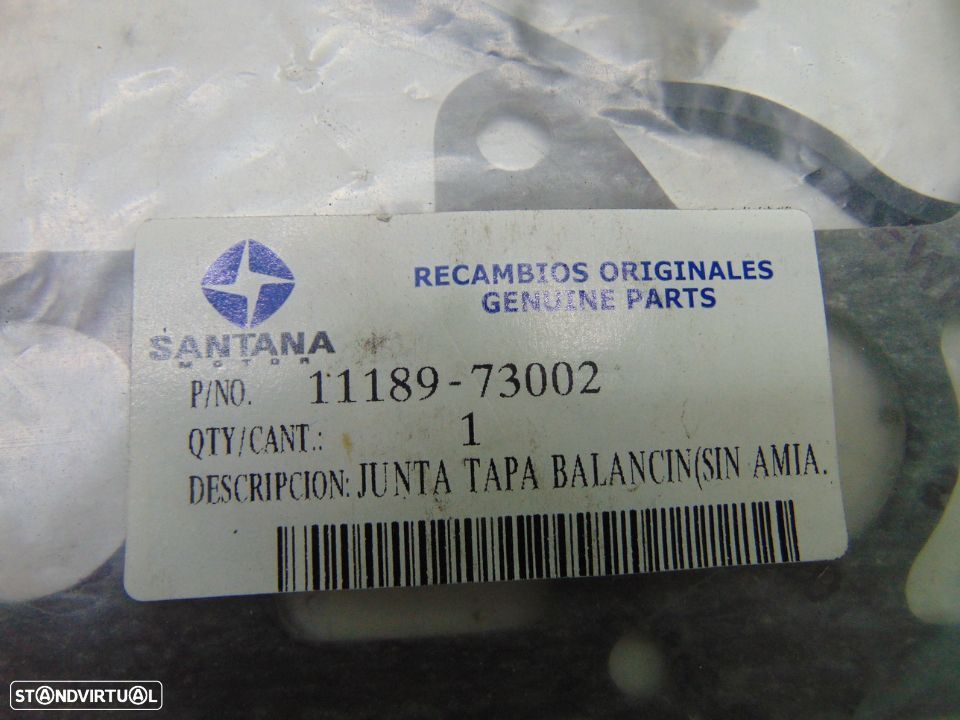 RECAMBIOS ORIGINALES
GENUINE PARTS
SANTANA
MOTOR
P/NO. 11189-73002
QTY/CANT.: 1
DESCRIPCION: JUNTA TAPA BALANCIN(SIN AMIA.
STANDVIRTUAL